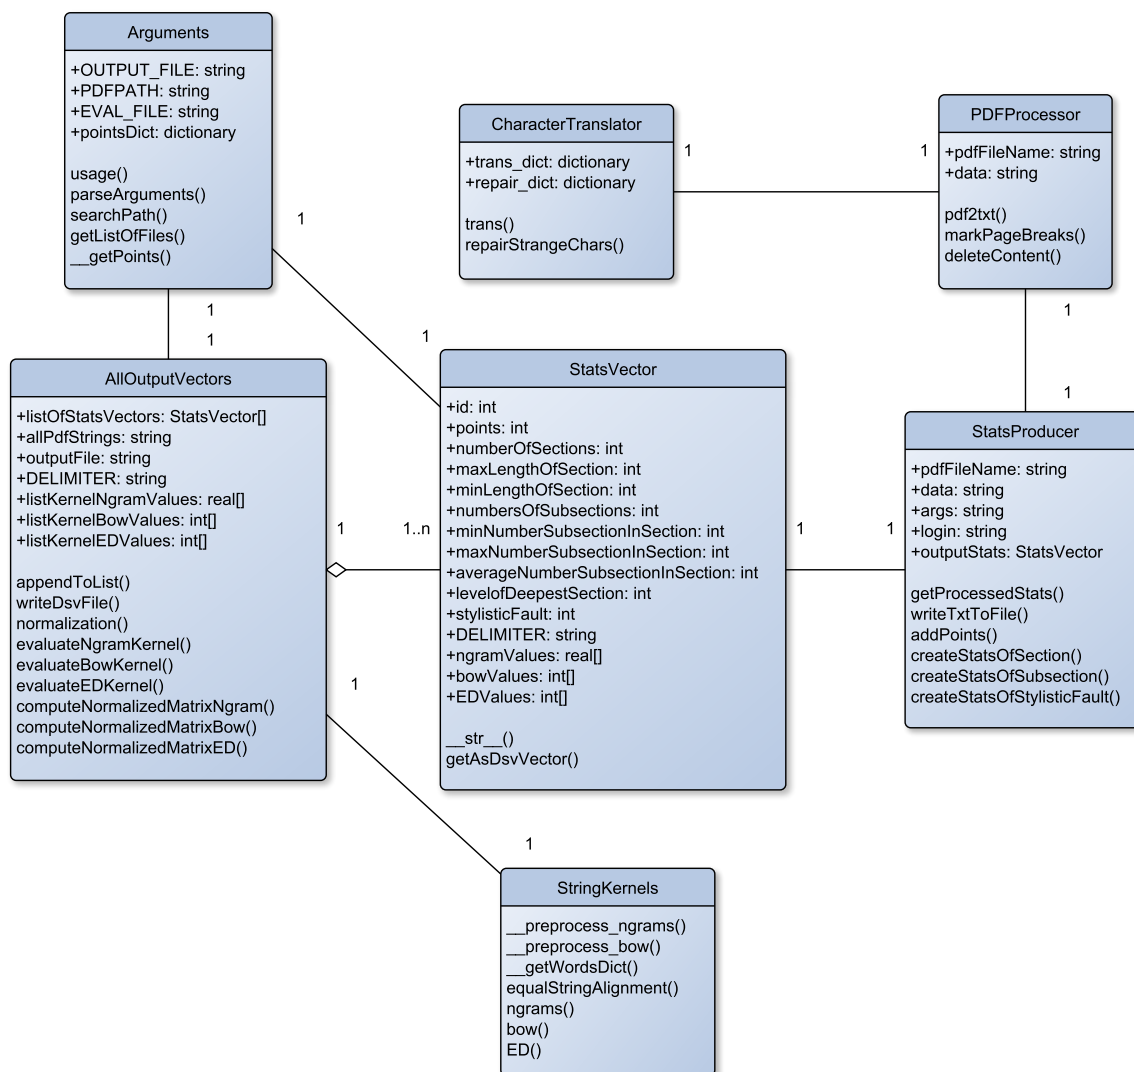 Arguments
+OUTPUT_FILE: string
+PDFPATH: string
+EVAL_FILE: string
+pointsDict: dictionary
usage()
parseArguments()
searchPath()
getListOfFiles()
__getPoints()
CharacterTranslator
+trans_dict: dictionary
+repair_dict: dictionary
trans()
repairStrangeChars()
1
1
PDFProcessor
+pdfFileName: string
+data: string
pdf2txt()
markPageBreaks()
deleteContent()
1
1
1
1
1
1
AllOutputVectors
+listOfStatsVectors: StatsVector[]
+allPdfStrings: string
+outputFile: string
+DELIMITER: string
+listKernelNgramValues: real[]
+listKernelBowValues: int[]
+listKernelEDValues: int[]
appendToList()
writeDsvFile()
normalization()
evaluateNgramKernel()
evaluateBowKernel()
evaluateEDKernel()
computeNormalizedMatrixNgram()
computeNormalizedMatrixBow()
computeNormalizedMatrixED()
1
1..n
StatsVector
+id: int
+points: int
+numberOfSections: int
+maxLengthOfSection: int
+minLengthOfSection: int
+numbersOfSubsections: int
+minNumberSubsectionInSection: int
+maxNumberSubsectionInSection: int
+averageNumberSubsectionInSection: int
+levelofDeepestSection: int
+stylisticFault: int
+DELIMITER: string
+ngramValues: real[]
+bowValues: int[]
+EDValues: int[]
__str__()
getAsDsvVector()
1
1
StatsProducer
+pdfFileName: string
+data: string
+args: string
+login: string
+outputStats: StatsVector
getProcessedStats()
writeTxtToFile()
addPoints()
createStatsOfSection()
createStatsOfSubsection()
createStatsOfStylisticFault()
1
1
StringKernels
__preprocess_ngrams()
__preprocess_bow()
__getWordsDict()
equalStringAlignment()
ngrams()
bow()
ED()